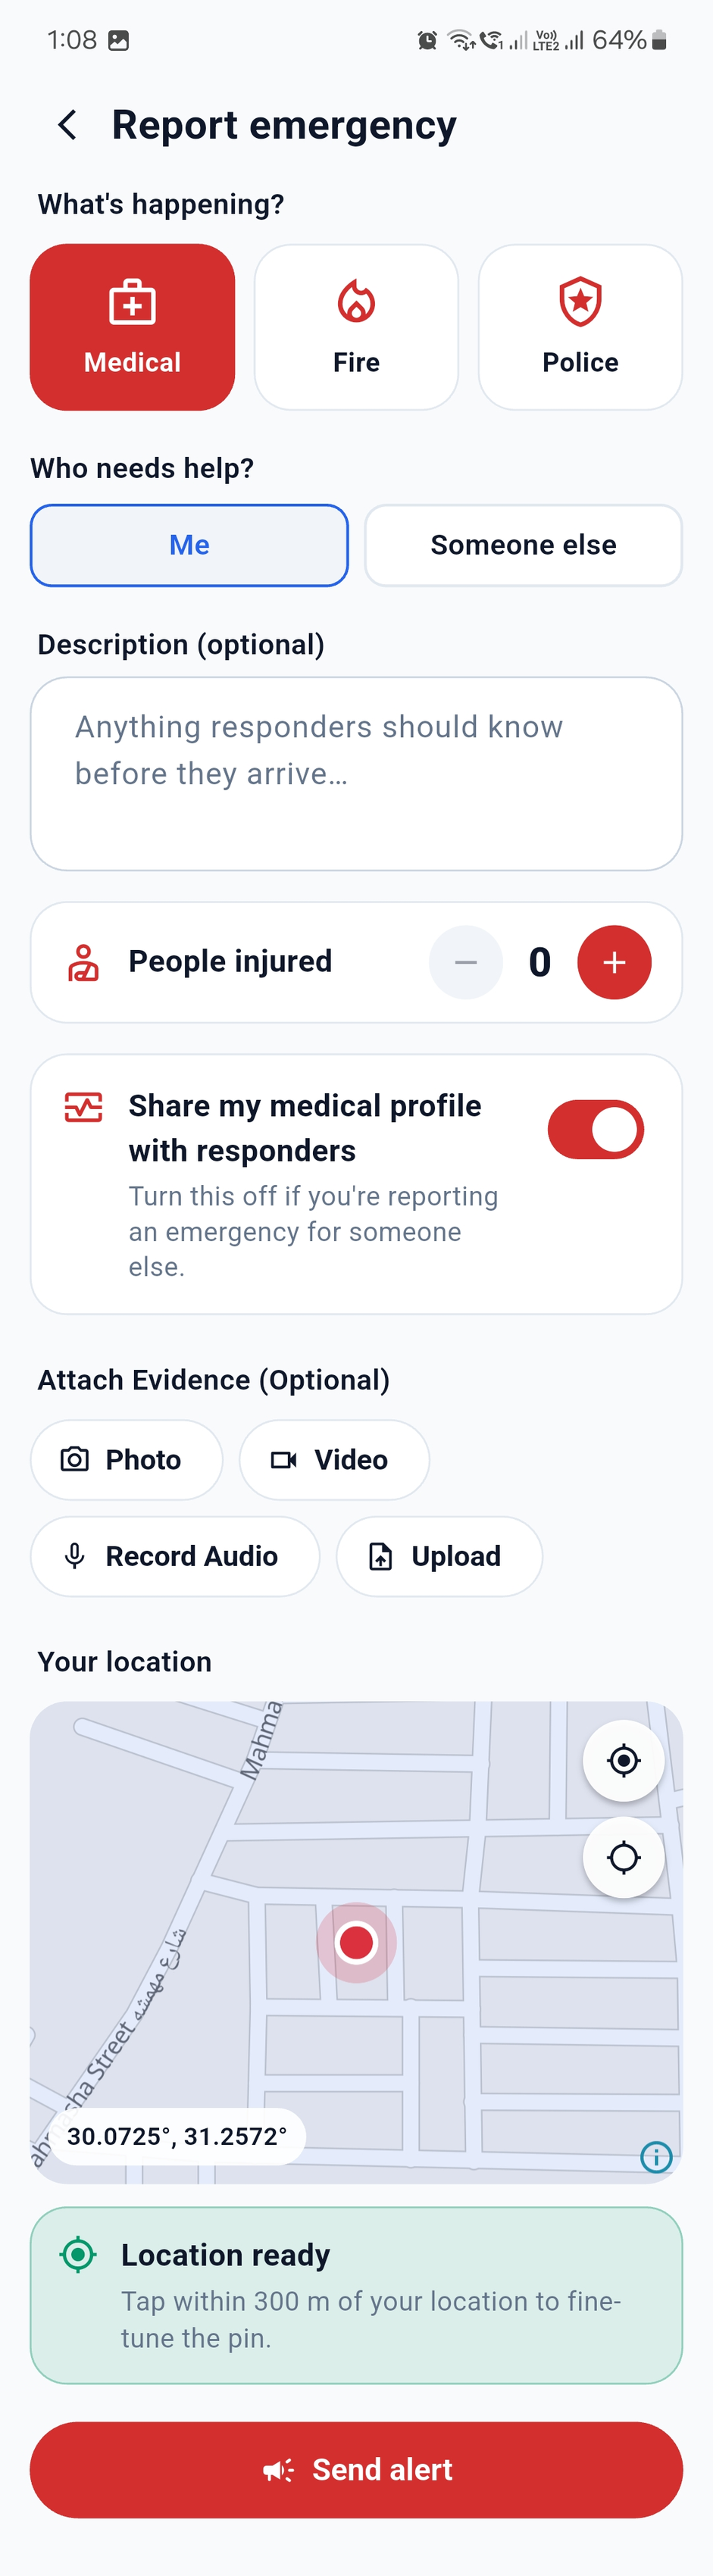 1:08
Vo)) LTE2
64%
Report emergency
What's happening?
Medical
Fire
Police
Who needs help?
Me
Someone else
Description (optional)
Anything responders should know
before they arrive…
People injured
0
Share my medical profile
with responders
Turn this off if you're reporting
an emergency for someone
else.
Attach Evidence (Optional)
Photo
Video
Record Audio
Upload
Your location
Mahma
شارع مهمشه
asha Street
30.0725°, 31.2572°
Location ready
Tap within 300 m of your location to fine-
tune the pin.
Send alert